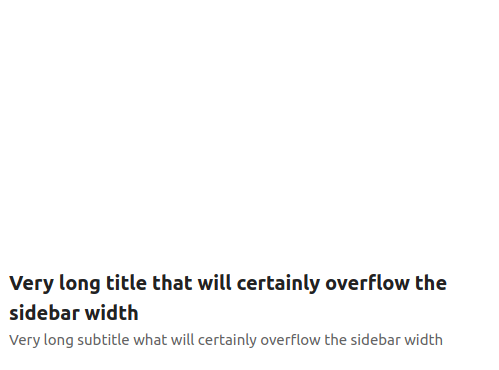 Very long title that will certainly overflow the
sidebar width
Very long subtitle what will certainly overflow the sidebar width